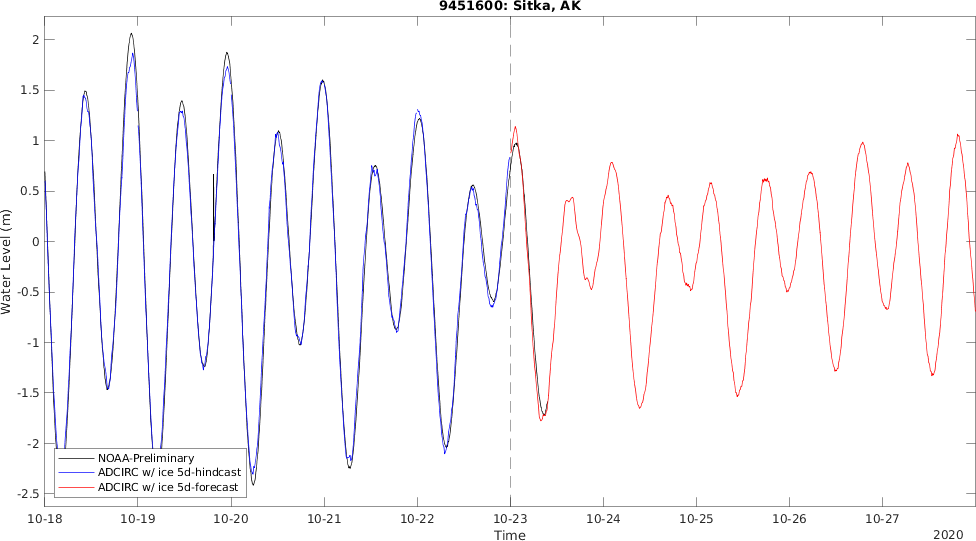 9451600: Sitka, AK
Water Level (m)
2
1.5
1
0.5
0
-0.5
-1
-1.5
-2
-2.5
NOAA-Preliminary
ADCIRC w/ ice 5d-hindcast
ADCIRC w/ ice 5d-forecast
10-18 10-19 10-20 10-21 10-22 10-23 10-24 10-25 10-26 10-27
Time
2020